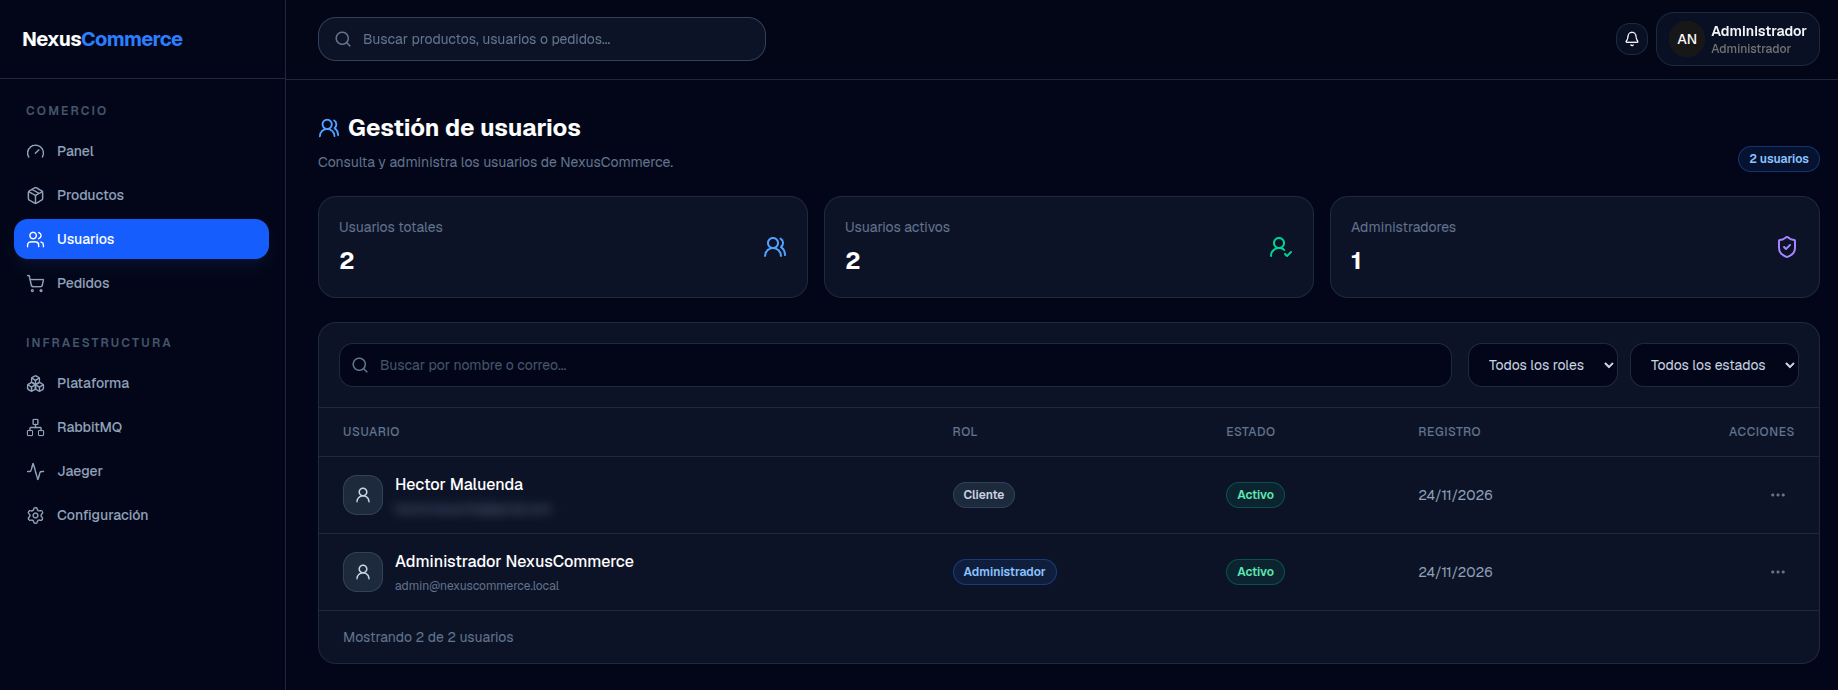 NexusCommerce
Buscar productos, usuarios o pedidos...
AN
Administrador
Administrador
COMERCIO
Panel
Productos
Usuarios
Pedidos
INFRAESTRUCTURA
Plataforma
RabbitMQ
Jaeger
Configuración
Gestión de usuarios
Consulta y administra los usuarios de NexusCommerce.
2 usuarios
Usuarios totales
2
Usuarios activos
2
Administradores
1
Buscar por nombre o correo...
Todos los roles
Todos los estados
USUARIO ROL ESTADO REGISTRO ACCIONES
Hector Maluenda
Cliente Activo 24/11/2026
Administrador NexusCommerce
admin@nexuscommerce.local
Administrador Activo 24/11/2026
Mostrando 2 de 2 usuarios